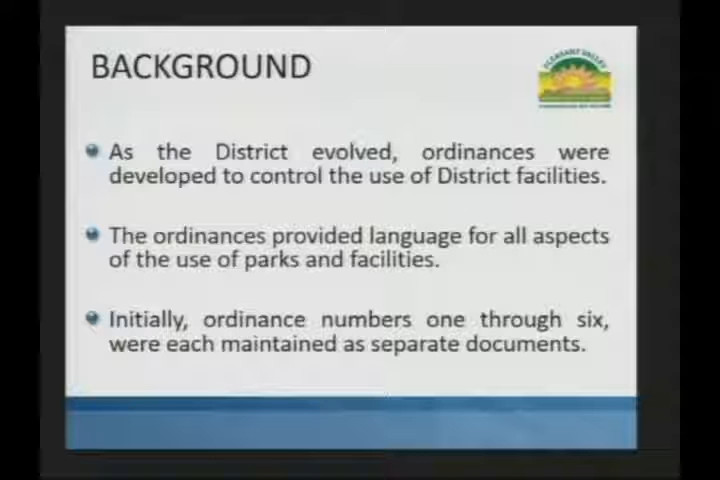 BACKGROUND
PLEASANT VALLEY
As the District evolved, ordinances were
developed to control the use of District facilities.
The ordinances provided language for all aspects
of the use of parks and facilities.
Initially, ordinance numbers one through six,
were each maintained as separate documents.